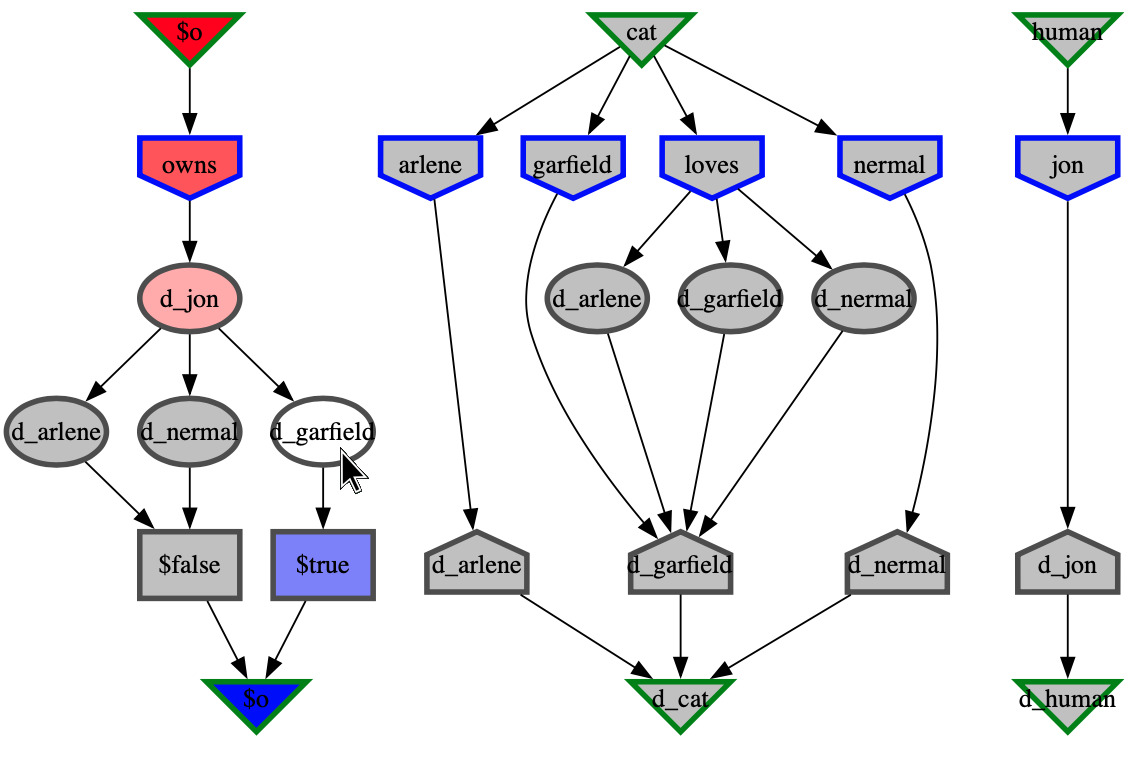 $o
cat
human
owns
arlene
garfield
loves
nermal
jon
d_jon
d_arlene
d_garfield
d_nermal
d_arlene
d_nermal
d_garfield
$false
$true
d_arlene
d_garfield
d_nermal
d_jon
$o
d_cat
d_human